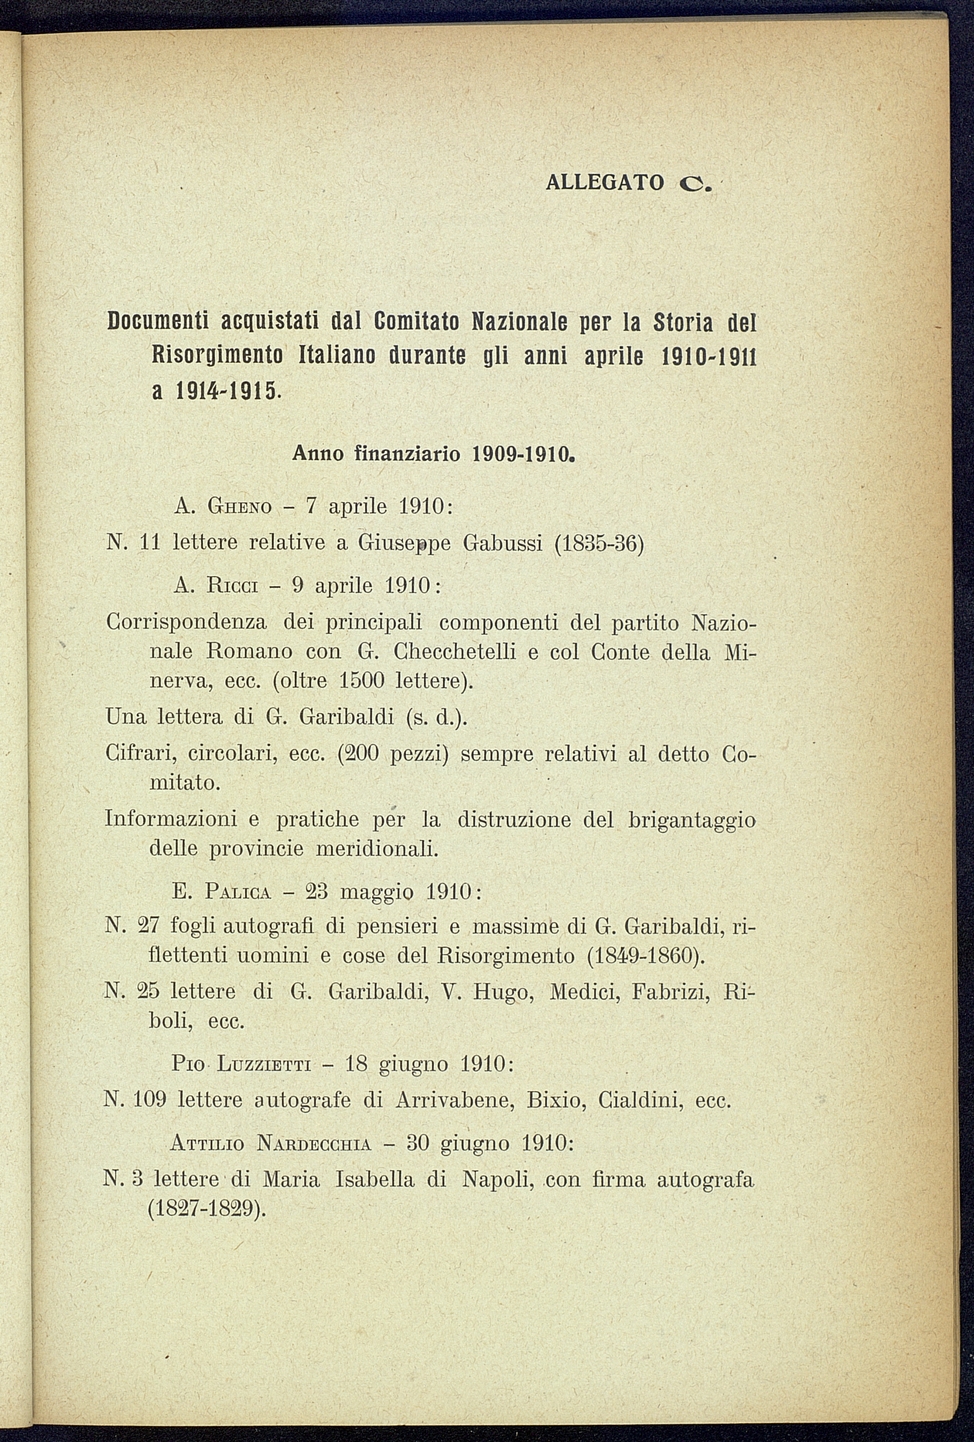 ALLEGATO C.
Documenti acquistati dal Comitato Nazionale per la Storia del
Risorgimento Italiano durante gli anni aprile 1910-1911
a 1914-1915.
Anno finanziario 1909-1910.
A. GHENO - 7 aprile 1910:
N. 11 lettere relative a Giuseppe Gabussi (1835-36)
A. RICCI - 9 aprile 1910:
Corrispondenza dei principali componenti del partito Nazio-
nale Romano con G. Checchetelli e col Conte della Mi-
nerva, ecc. (oltre 1500 lettere).
Una lettera di G. Garibaldi (s. d.).
Cifrari, circolari, ecc. (200 pezzi) sempre relativi al detto Co-
mitato.
Informazioni e pratiche per la distruzione del brigantaggio
delle provincie meridionali.
E. PALICA - 23 maggio 1910:
N. 27 fogli autografi di pensieri e massime di G. Garibaldi, ri-
flettenti uomini e cose del Risorgimento (1849-1860).
N. 25 lettere di G. Garibaldi, V. Hugo, Medici, Fabrizi, Ri-
boli, ecc.
PIO LUZZIETTI - 18 giugno 1910:
N. 109 lettere autografe di Arrivabene, Bixio, Cialdini, ecc.
ATTILIO NARDECCHIA - 30 giugno 1910:
N. 3 lettere di Maria Isabella di Napoli, con firma autografa
(1827-1829).